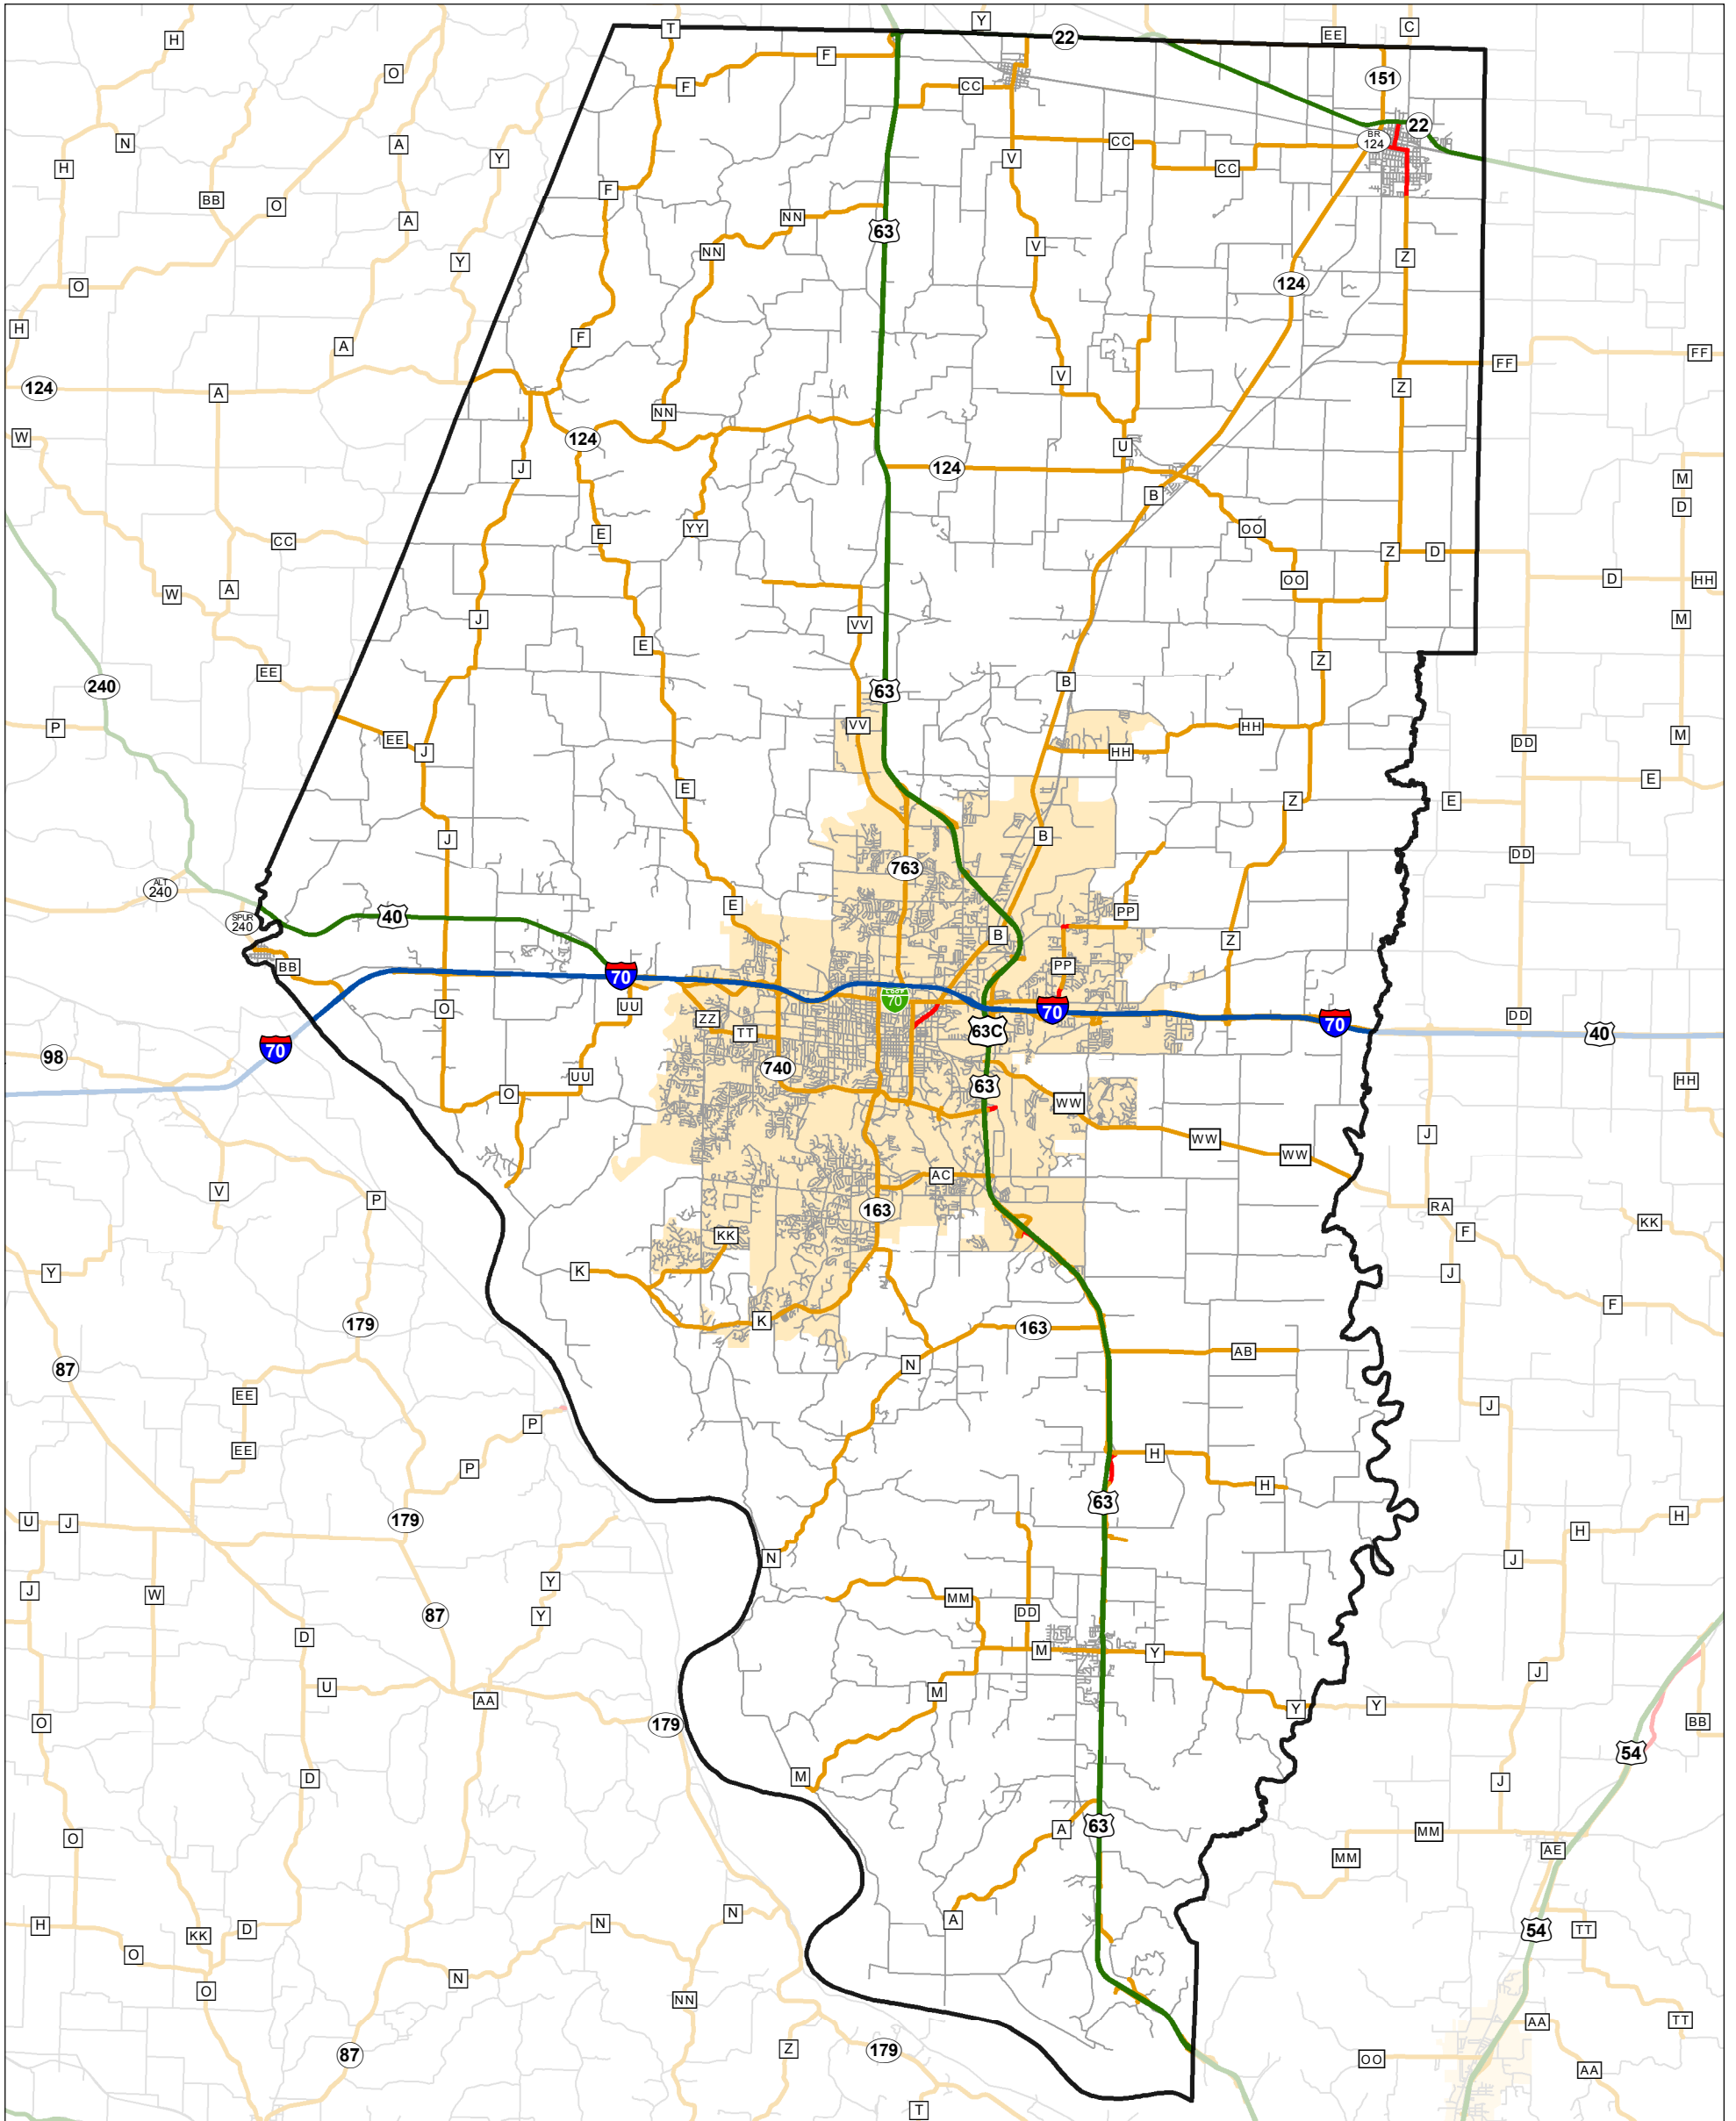 T
Y
22
EE
C
H
O
F
F
CC
151
N
A
Y
H
BR
124
22
CC
V
CC
BB
O
F
A
NN
63
V
NN
Z
Y
O
124
H
F
A
V
FF
FF
124
A
Z
NN
W
124
U
124
J
M
B
D
E
YY
OO
CC
Z
D
OO
D
HH
W
A
J
VV
M
E
Z
EE
B
240
63
P
VV
HH
EE
J
HH
DD
M
E
E
Z
E
J
B
DD
763
ALT
240
E
PP
40
SPUR
240
B
Z
BB
PP
70
UU
LOOP
70
O
70
ZZ
DD
70
TT
63C
40
70
98
740
UU
63
HH
O
WW
J
WW
WW
AC
V
P
RA
163
KK
F
KK
Y
K
J
F
K
179
163
AB
N
87
EE
J
P
EE
H
P
H
63
H
179
U
J
H
N
J
Y
J
W
MM
DD
87
Y
D
M
Y
J
U
M
AA
Y
Y
O
179
BB
54
M
D
J
63
A
MM
O
AE
MM
A
N
N
H
D
TT
54
KK
O
N
O
NN
TT
AA
Z
179
87
OO
AA
T